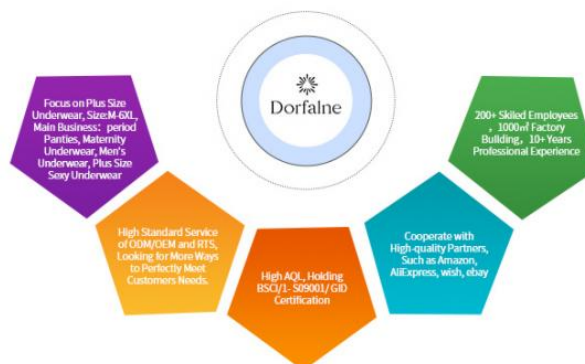 Dorfalne
Focus on Plus Size
Underwear, Size:M-6XL,
Main Business: period
Panties, Maternity
Underwear, Men's
Underwear, Plus Size
Sexy Underwear
High Standard Service
of ODM/OEM and RTS,
Looking for More Ways
to Perfectly Meet
Customers Needs.
High AQL, Holding
BSCI/1- S09001/ GID
Certification
Cooperate with
High-quality Partners,
Such as Amazon,
AliExpress, wish, ebay
200+ Skiled Employees
, 1000㎡ Factory
Building, 10+ Years
Professional Experience